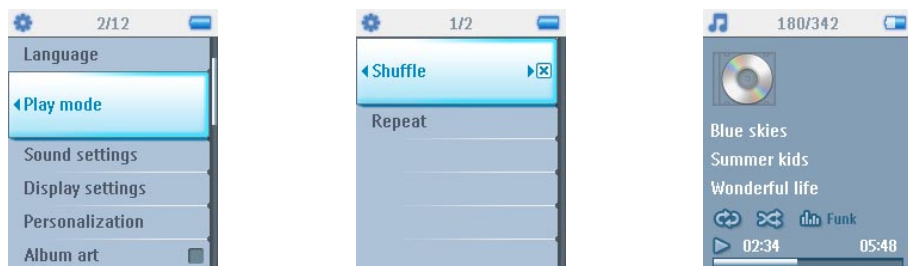 2/12
Language
Play mode
Sound settings
Display settings
Personalization
Album art
1/2
Shuffle
Repeat
180/342
Blue skies
Summer kids
Wonderful life
Funk
02:34 05:48